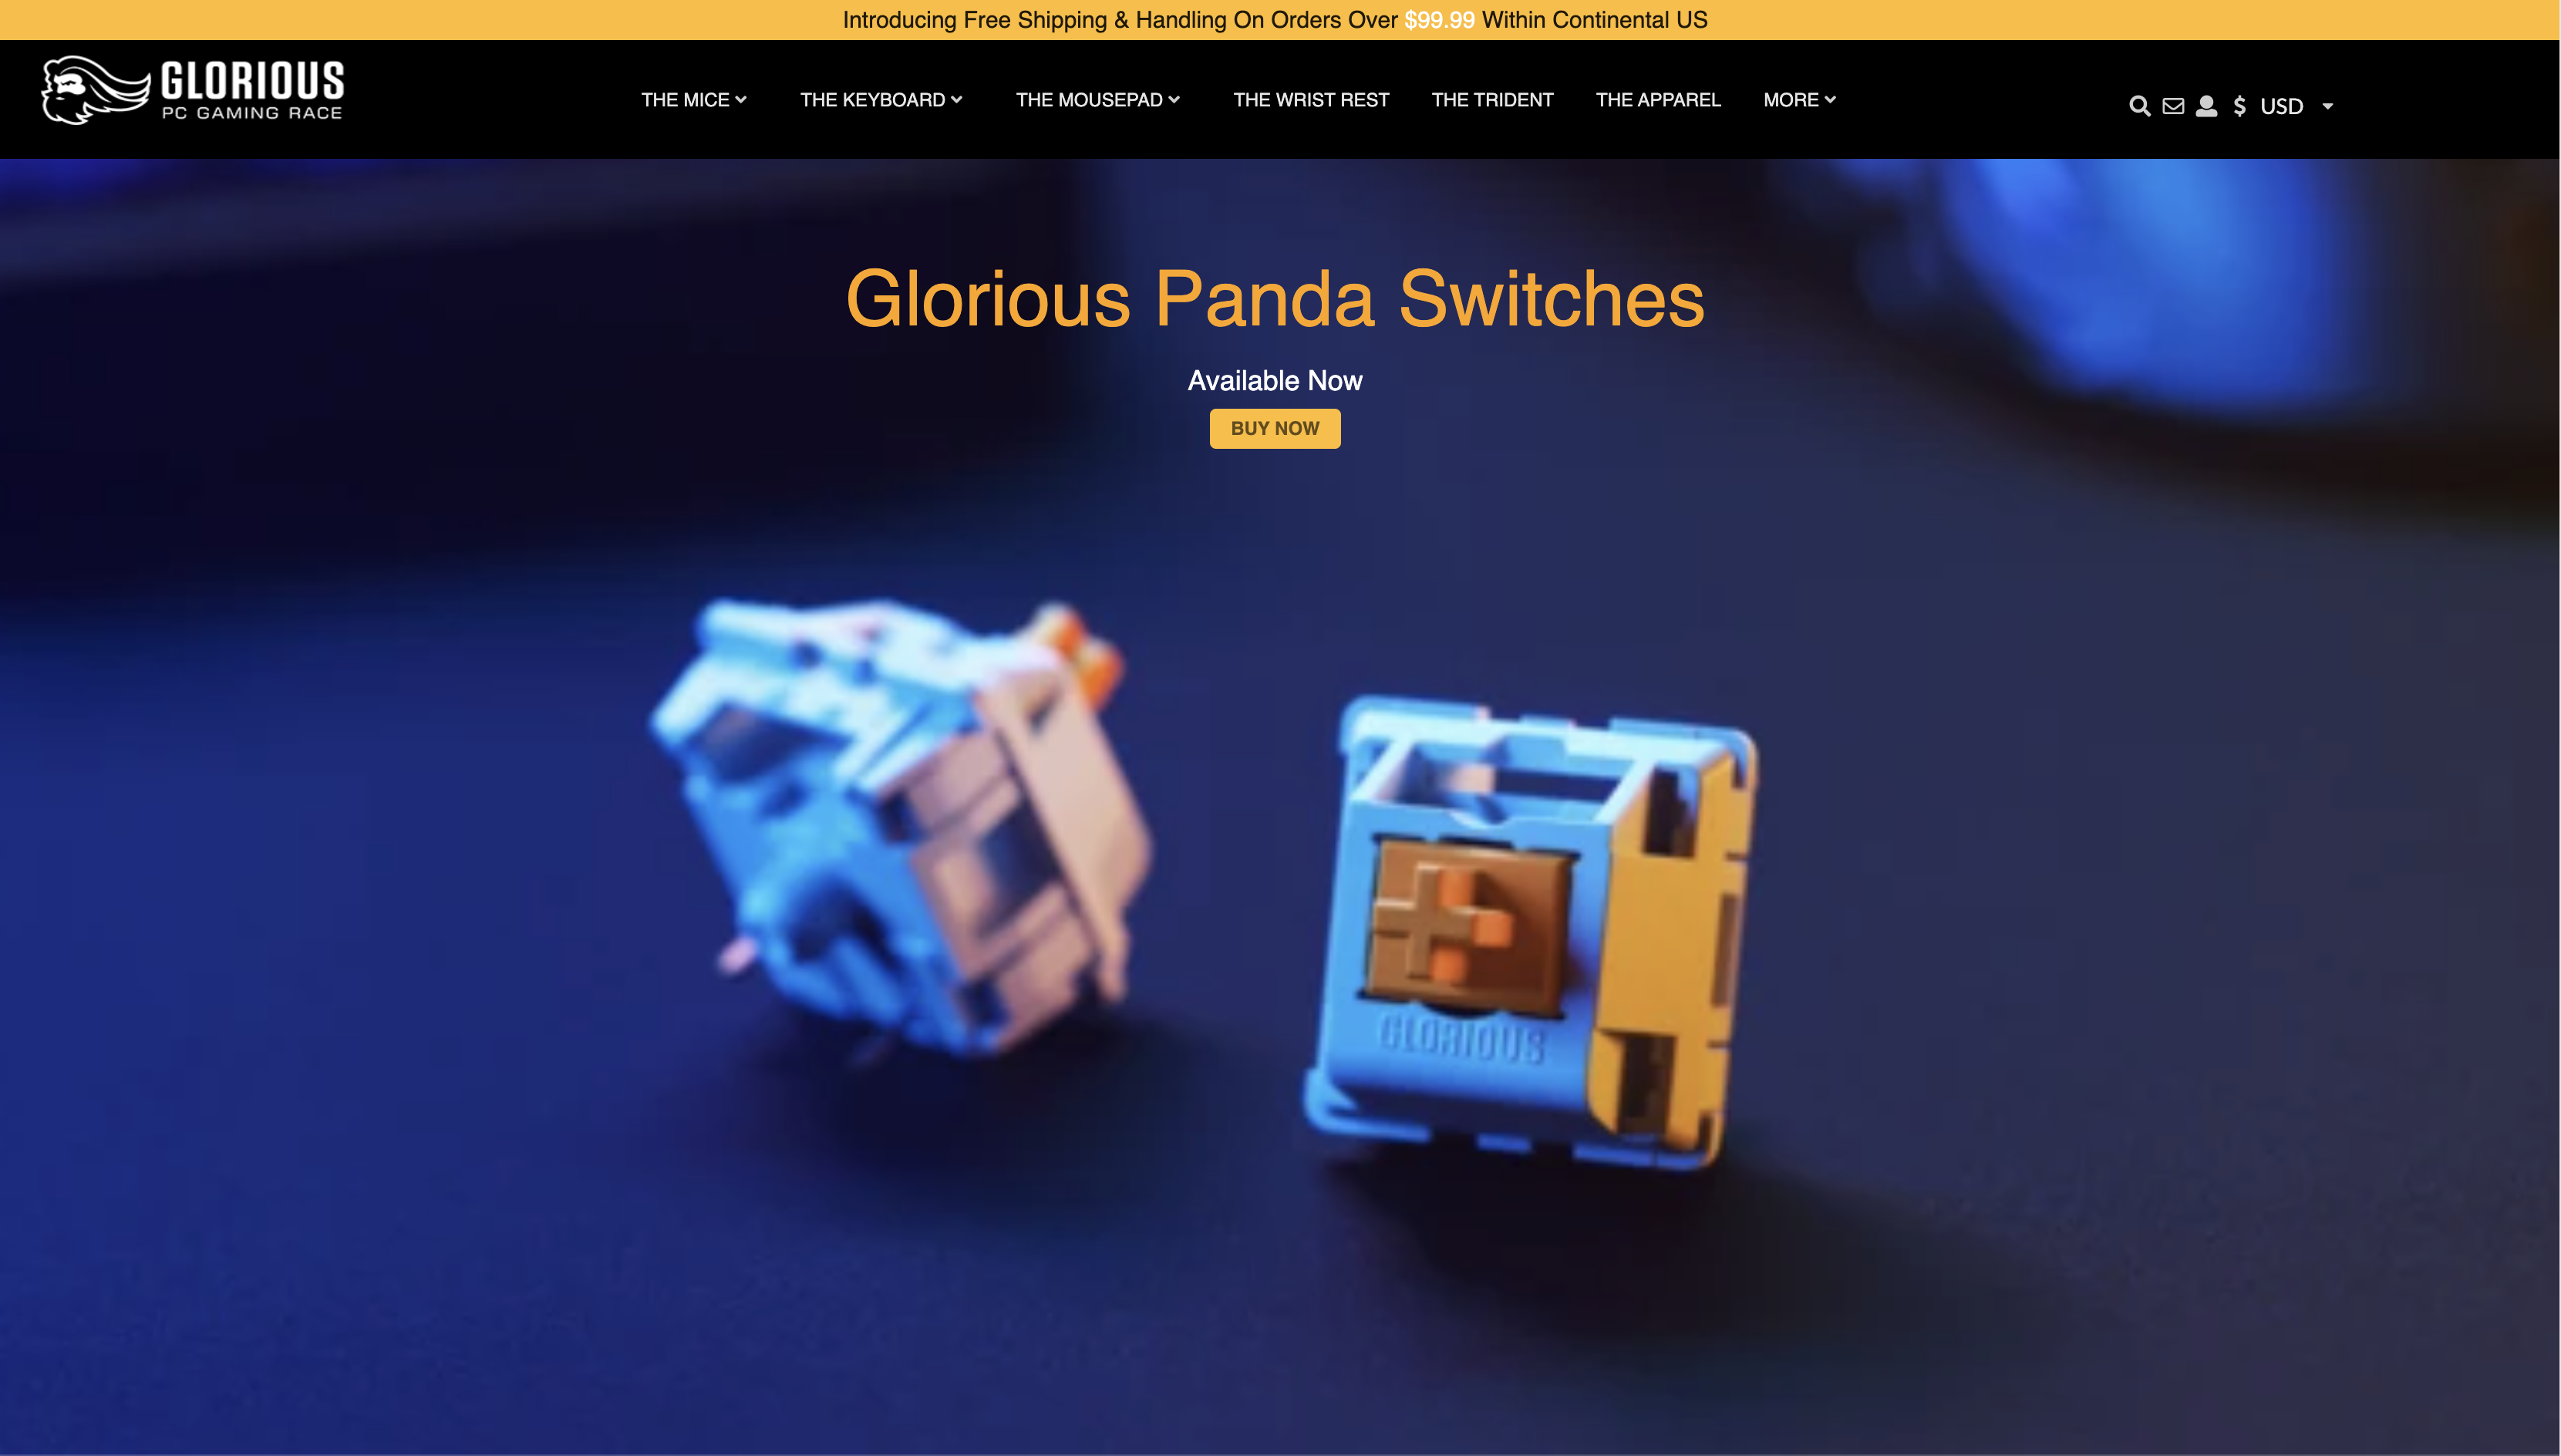 Introducing Free Shipping & Handling On Orders Over $99.99 Within Continental US
GLORIOUS
PC GAMING RACE
THE MICE
THE KEYBOARD
THE MOUSEPAD
THE WRIST REST
THE TRIDENT
THE APPAREL
MORE
$ USD
Glorious Panda Switches
Available Now
BUY NOW
GLORIOUS